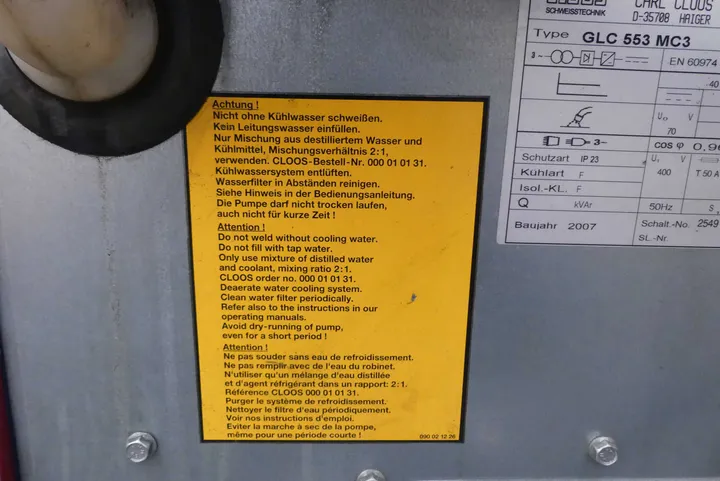 Achtung !
Nicht ohne Kühlwasser schweißen.
Kein Leitungswasser einfüllen.
Nur Mischung aus destilliertem Wasser und
Kühlmittel, Mischungsverhältnis 2:1,
verwenden. CLOOS-Bestell-Nr. 000 01 01 31.
Kühlwassersystem entlüften.
Wasserfilter in Abständen reinigen.
Siehe Hinweise in der Bedienungsanleitung.
Die Pumpe darf nicht trocken laufen,
auch nicht für kurze Zeit !
Attention !
Do not weld without cooling water.
Do not fill with tap water.
Only use mixture of distilled water
and coolant, mixing ratio 2:1.
CLOOS order no. 000 01 01 31.
Deaerate water cooling system.
Clean water filter periodically.
Refer also to the instructions in our
operating manuals.
Avoid dry-running of pump,
even for a short period !
Attention !
Ne pas souder sans eau de refroidissement.
Ne pas remplir avec de l'eau du robinet.
N'utiliser qu'un mélange d'eau distillée
et d'agent réfrigérant dans un rapport: 2:1.
Référence CLOOS 000 01 01 31.
Purger le système de refroidissement.
Nettoyer le filtre d'eau périodiquement.
Voir nos instructions d'emploi.
Eviter la marche à sec de la pompe,
même pour une période courte !
090 02 12 26
SCHWEISSTECHNIK
CARL CLOOS
D-35708 HAIGER
Type GLC 553 MC3
3~
EN 60974
-40
U₀ V
70
3~
cos φ
Schutzart IP 23
U₁ V
Kühlart F
400
T 50 A
Isol.-KL. F
Q kVAr
50Hz
S
Baujahr 2007
Schalt.-No. 2549
SL.-Nr.